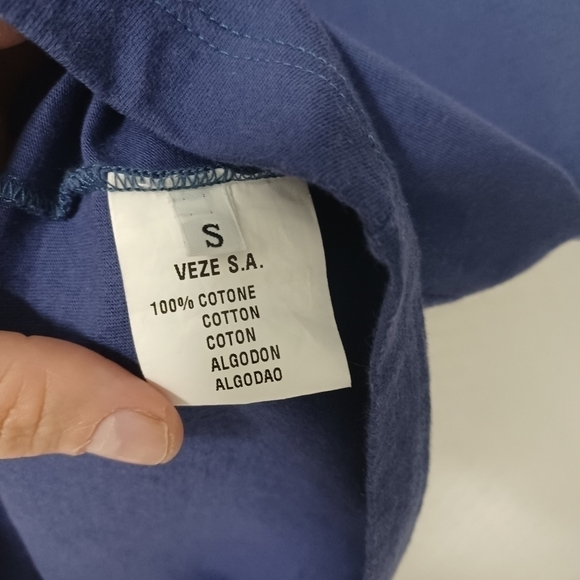 S
VEZE S.A.
100% COTONE
COTTON
COTON
ALGODON
ALGODAO